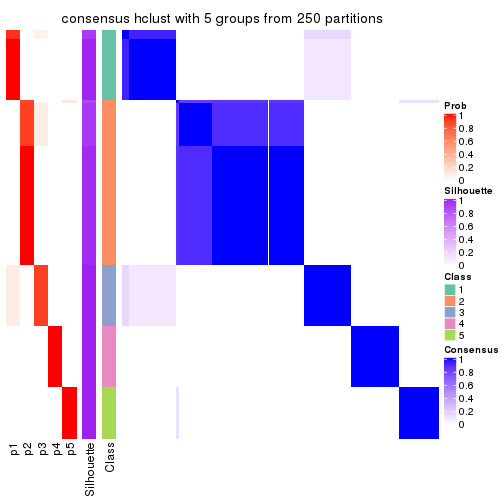 consensus hclust with 5 groups from 250 partitions
Prob
1
0.8
0.6
0.4
0.2
0
Silhouette
1
0.8
0.6
0.4
0.2
0
Class
1
2
3
4
5
Consensus
1
0.8
0.6
0.4
0.2
0
p1
p2
p3
p4
p5
Silhouette
Class